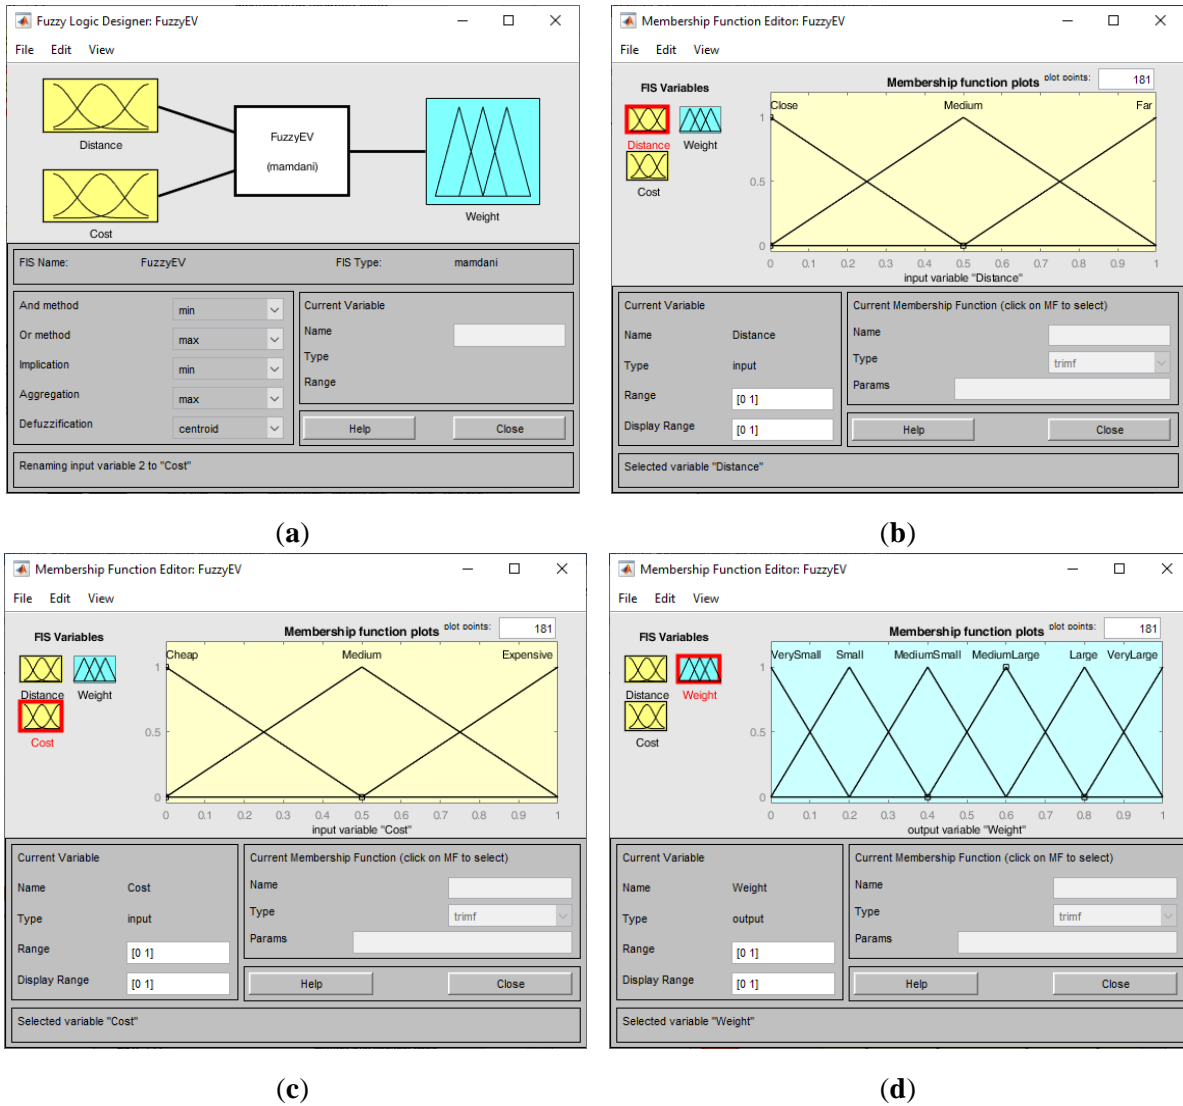 Fuzzy Logic Designer: FuzzyEV
File Edit View
Distance
Cost
FuzzyEV
(mamdani)
Weight
FIS Name: FuzzyEV FIS Type: mamdani
And method min
Or method max
Implication min
Aggregation max
Defuzzification centroid
Current Variable
Name
Type
Range
Help Close
Renaming input variable 2 to "Cost"
(a)
Membership Function Editor: FuzzyEV
File Edit View
FIS Variables
Distance Weight
Cost
Membership function plots plot points: 181
Close Medium Far
1
0.5
0
0 0.1 0.2 0.3 0.4 0.5 0.6 0.7 0.8 0.9 1
input variable "Distance"
Current Variable
Name Distance
Type input
Range [0 1]
Display Range [0 1]
Current Membership Function (click on MF to select)
Name
Type trimf
Params
Help Close
Selected variable "Distance"
(b)
Membership Function Editor: FuzzyEV
File Edit View
FIS Variables
Distance Weight
Cost
Membership function plots plot points: 181
Cheap Medium Expensive
1
0.5
0
0 0.1 0.2 0.3 0.4 0.5 0.6 0.7 0.8 0.9 1
input variable "Cost"
Current Variable
Name Cost
Type input
Range [0 1]
Display Range [0 1]
Current Membership Function (click on MF to select)
Name
Type trimf
Params
Help Close
Selected variable "Cost"
(c)
Membership Function Editor: FuzzyEV
File Edit View
FIS Variables
Distance Weight
Cost
Membership function plots plot points: 181
VerySmall Small MediumSmall MediumLarge Large VeryLarge
1
0.5
0
0 0.1 0.2 0.3 0.4 0.5 0.6 0.7 0.8 0.9 1
output variable "Weight"
Current Variable
Name Weight
Type output
Range [0 1]
Display Range [0 1]
Current Membership Function (click on MF to select)
Name
Type trimf
Params
Help Close
Selected variable "Weight"
(d)